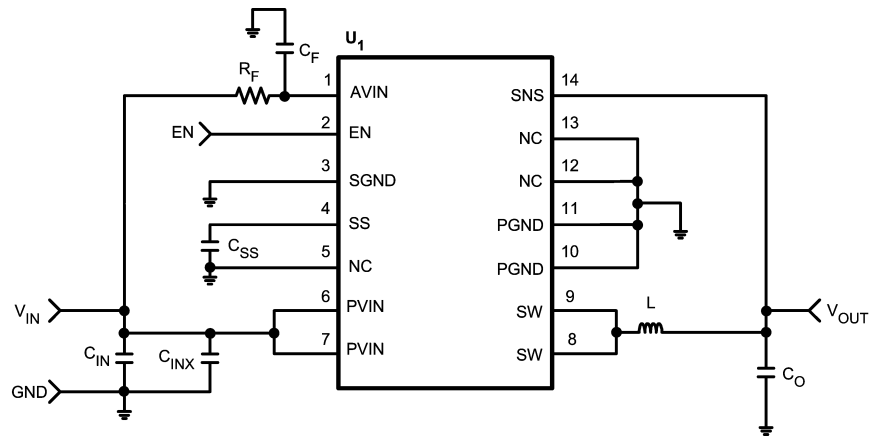 U1
CF
RF
1
AVIN
14
SNS
EN
2
EN
13
NC
3
SGND
12
NC
4
SS
11
PGND
CSS
5
NC
10
PGND
VIN
6
PVIN
9
SW
L
VOUT
7
PVIN
8
SW
CIN
CINX
CO
GND